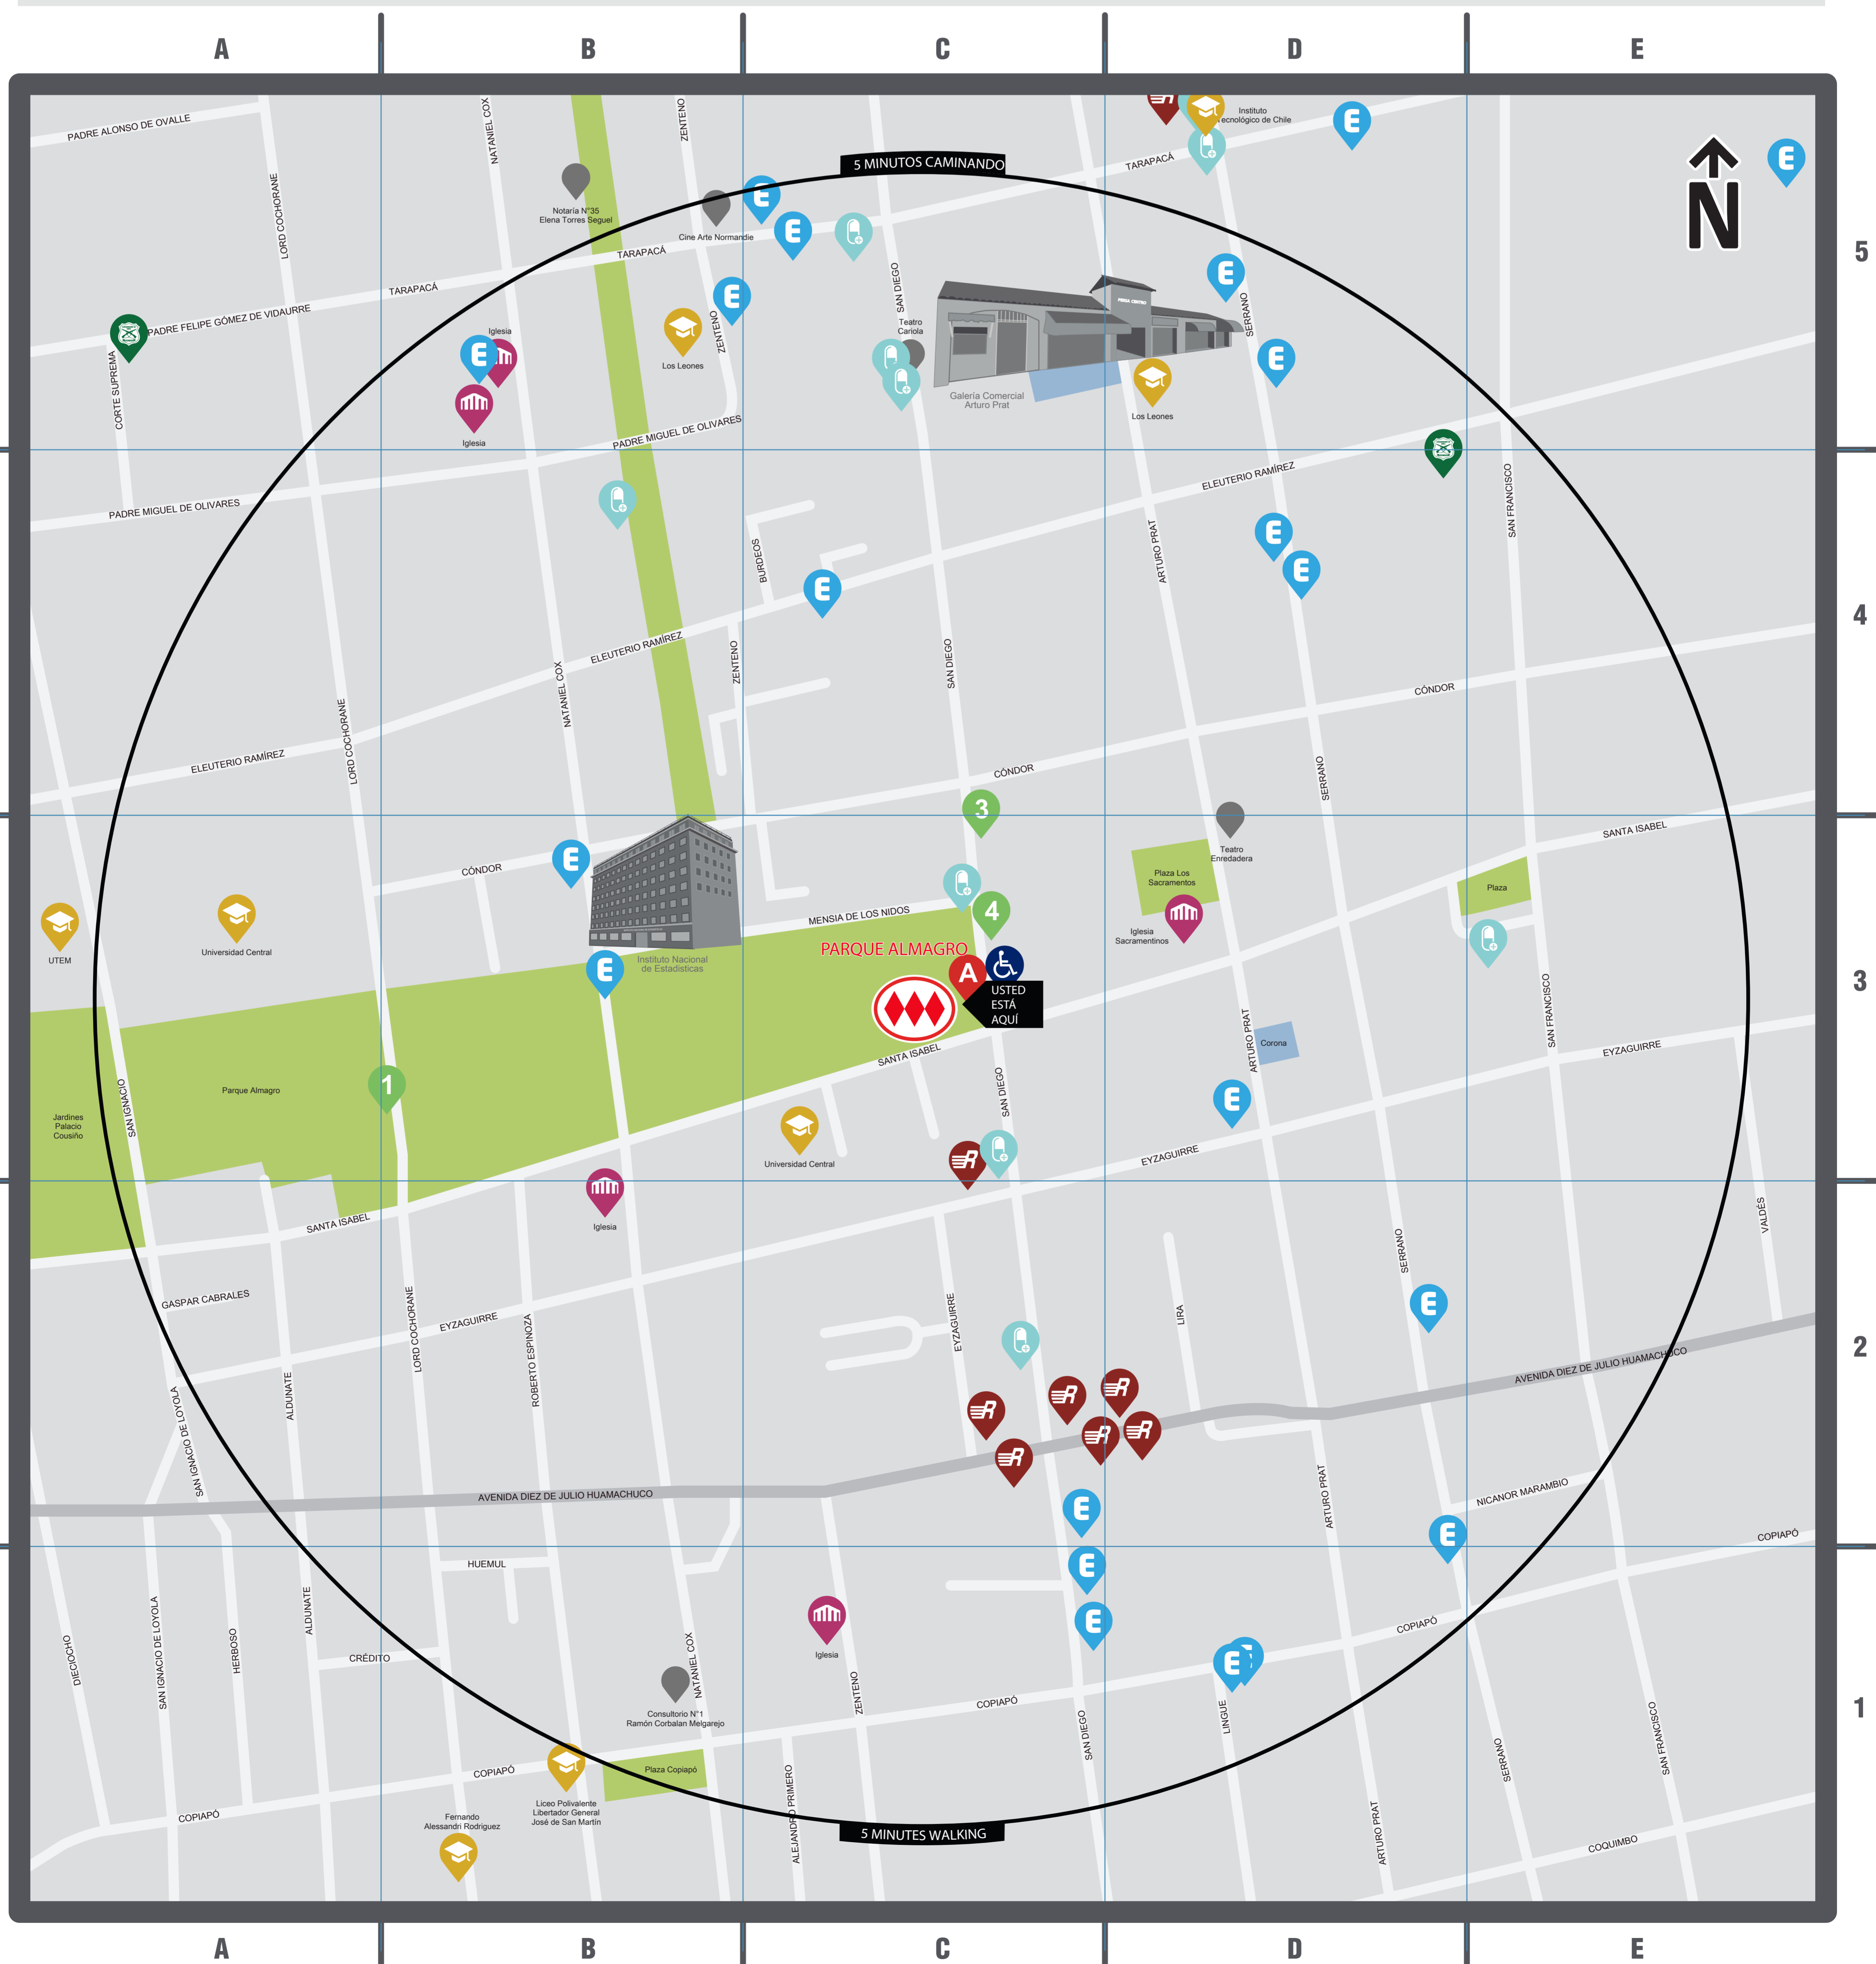 A B C D E
PADRE ALONSO DE OVALLE
LORD COCHORANE
NATANIEL COX
ZENTENO
5 MINUTOS CAMINANDO
TARAPACÁ
Instituto
Tecnológico de Chile
E
E
N
Notaría N°35
Elena Torres Seguel
Cine Arte Normandie
E
E
TARAPACÁ
TARAPACÁ
5
PADRE FELIPE GÓMEZ DE VIDAURRE
CORTE SUPREMA
Iglesia
E
Iglesia
Los Leones
E
ZENTENO
SAN DIEGO
Teatro
Cariola
FERIA CENTRO
Galería Comercial
Arturo Prat
Los Leones
E
SERRANO
E
PADRE MIGUEL DE OLIVARES
PADRE MIGUEL DE OLIVARES
ELEUTERIO RAMÍREZ
SAN FRANCISCO
BURDEOS
E
ARTURO PRAT
E
E
4
ELEUTERIO RAMÍREZ
ZENTENO
SAN DIEGO
NATANIEL COX
LORD COCHORANE
CÓNDOR
ELEUTERIO RAMÍREZ
CÓNDOR
SERRANO
3
Teatro
Enredadera
SANTA ISABEL
E
CÓNDOR
Plaza Los
Sacramentos
Plaza
UTEM
Universidad Central
MENSIA DE LOS NIDOS
4
Iglesia
Sacramentinos
PARQUE ALMAGRO
Instituto Nacional
de Estadisticas
E
A
USTED
ESTÁ
AQUÍ
3
SANTA ISABEL
ARTURO PRAT
Corona
SAN FRANCISCO
EYZAGUIRRE
1
Parque Almagro
Jardines
Palacio
Cousiño
SAN IGNACIO
SAN DIEGO
E
Universidad Central
R
EYZAGUIRRE
Iglesia
SANTA ISABEL
VALDÉS
SERRANO
GASPAR CABRALES
EYZAGUIRRE
LORD COCHORANE
ROBERTO ESPINOZA
EYZAGUIRRE
LIRA
E
2
AVENIDA DIEZ DE JULIO HUAMACHUCO
ALDUNATE
SAN IGNACIO DE LOYOLA
R
R
R
R
R
R
AVENIDA DIEZ DE JULIO HUAMACHUCO
E
ARTURO PRAT
NICANOR MARAMBIO
E
COPIAPÓ
HUEMUL
E
E
Iglesia
COPIAPÓ
DIECIOCHO
SAN IGNACIO DE LOYOLA
HERBOSO
ALDUNATE
CRÉDITO
NATANIEL COX
Consultorio N°1
Ramón Corbalan Melgarejo
ZENTENO
COPIAPÓ
SAN DIEGO
E
LINGUE
SERRANO
SAN FRANCISCO
1
COPIAPÓ
Plaza Copiapó
Liceo Polivalente
Libertador General
José de San Martín
COPIAPÓ
Fernando
Alessandri Rodriguez
ALEJANDRO PRIMERO
5 MINUTES WALKING
ARTURO PRAT
COQUIMBO
A B C D E